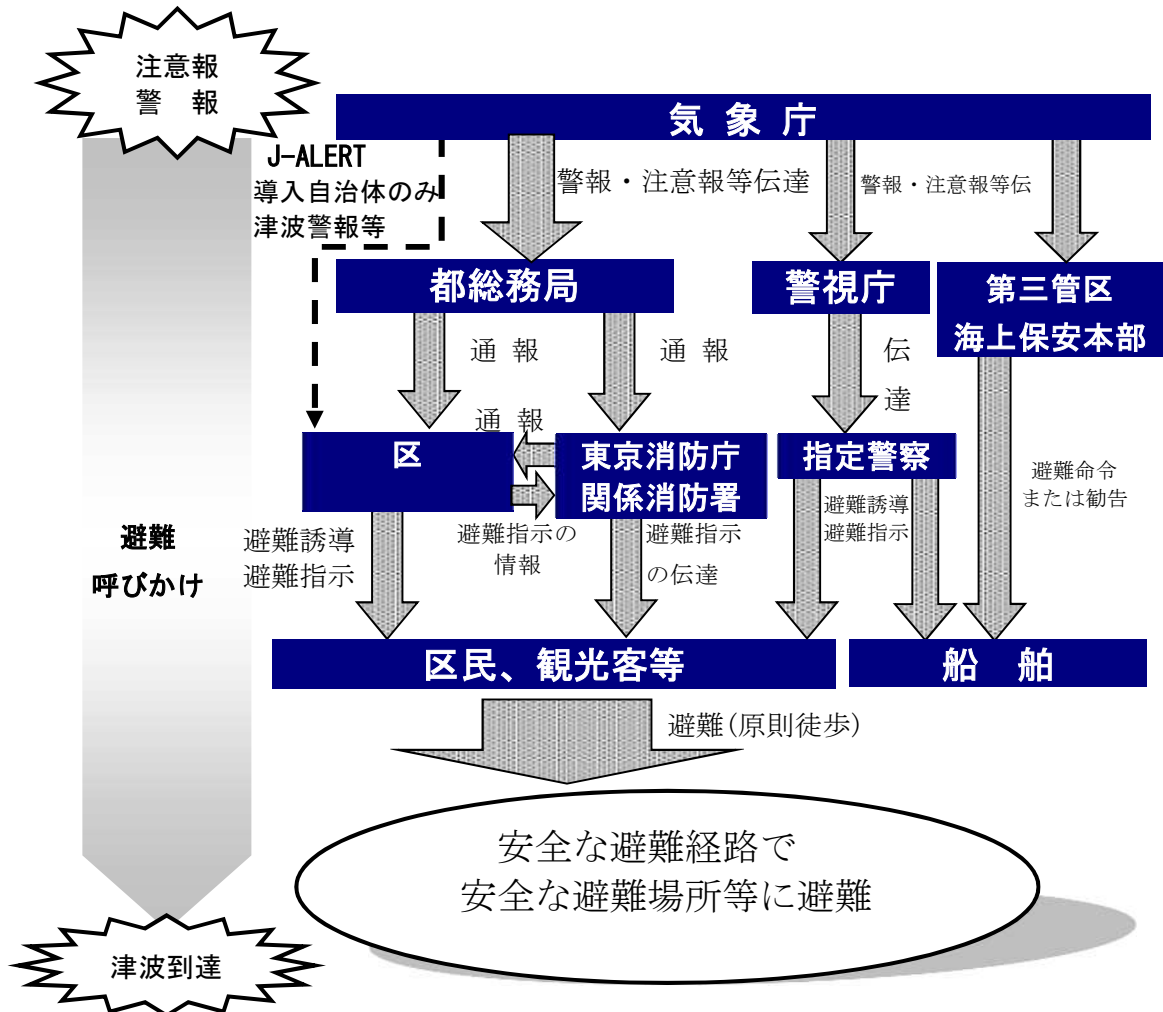 注意報
警　報
気 象 庁
J-ALERT
導入自治体のみ
津波警報等
警報・注意報等伝達
警報・注意報等伝
都総務局
警視庁
第三管区
海上保安本部
通 報
通 報
伝
達
通 報
区
東京消防庁
関係消防署
指定警察
避難命令
または勧告
避難
呼びかけ
避難誘導
避難指示
避難指示の
情報
避難指示
の伝達
避難誘導
避難指示
区民、観光客等
船　舶
避難(原則徒歩)
安全な避難経路で
安全な避難場所等に避難
津波到達